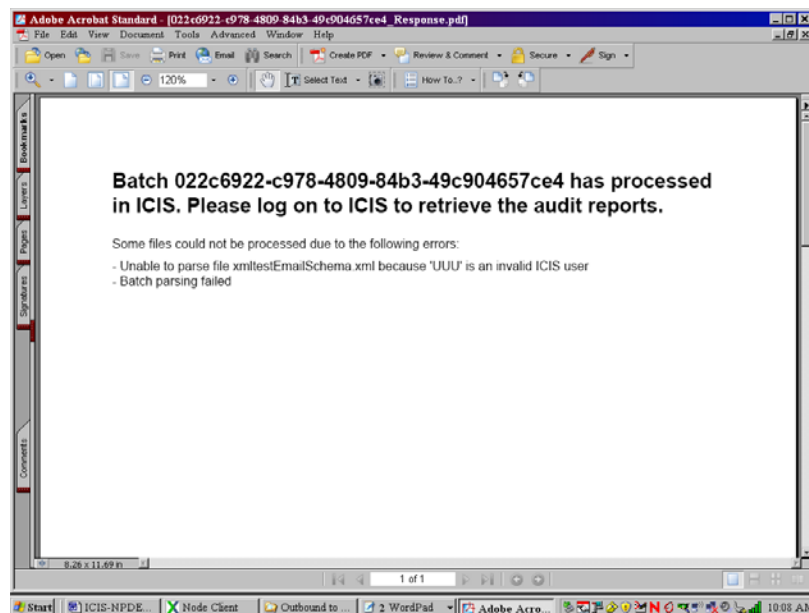 Adobe Acrobat Standard - [022c6922-c978-4809-84b3-49c904657ce4_Response.pdf]
File Edit View Document Tools Advanced Window Help
Open Save Print Email Search Create PDF Review & Comment Secure Sign
120% Select Text How To..?
Bookmarks
Layers
Pages
Signatures
Comments
Batch 022c6922-c978-4809-84b3-49c904657ce4 has processed
in ICIS. Please log on to ICIS to retrieve the audit reports.
Some files could not be processed due to the following errors:
- Unable to parse file xmltestEmailSchema.xml because 'UUU' is an invalid ICIS user
- Batch parsing failed
8.26 x 11.69 in
1 of 1
Start ICIS-NPDE... Node Client Outbound to ... 2 WordPad Adobe Acro... 10:08 AM